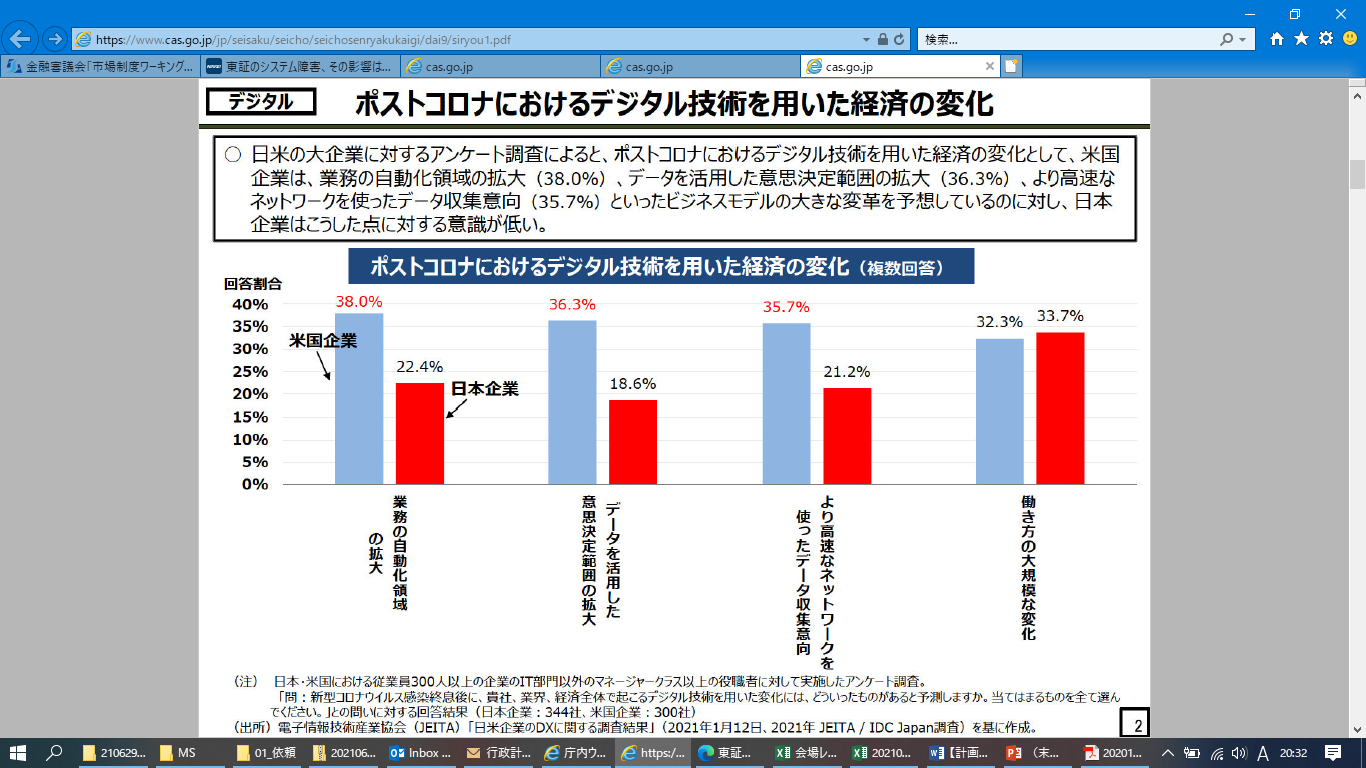 https://www.cas.go.jp/jp/seisaku/seicho/seichosenryakukaigi/dai9/siryou1.pdf
検索...
金融審議会「市場制度ワーキング...
東証のシステム障害、その影響は...
cas.go.jp
cas.go.jp
cas.go.jp
デジタル
ポストコロナにおけるデジタル技術を用いた経済の変化
○ 日米の大企業に対するアンケート調査によると、ポストコロナにおけるデジタル技術を用いた経済の変化として、米国
企業は、業務の自動化領域の拡大（38.0%）、データを活用した意思決定範囲の拡大（36.3%）、より高速な
ネットワークを使ったデータ収集意向（35.7%）といったビジネスモデルの大きな変革を予想しているのに対し、日本
企業はこうした点に対する意識が低い。
ポストコロナにおけるデジタル技術を用いた経済の変化（複数回答）
回答割合
40%
35%
30%
25%
20%
15%
10%
5%
0%
38.0%
米国企業
22.4%
日本企業
36.3%
18.6%
35.7%
21.2%
32.3%
33.7%
業務の自動化領域
の拡大
データを活用した
意思決定範囲の拡大
より高速なネットワークを
使ったデータ収集意向
働き方の大規模な変化
（注） 日本・米国における従業員300人以上の企業のIT部門以外のマネージャークラス以上の役職者に対して実施したアンケート調査。
「問：新型コロナウイルス感染終息後に、貴社、業界、経済全体で起こるデジタル技術を用いた変化には、どういったものがあると予測しますか。当てはまるものを全て選ん
でください。」との問いに対する回答結果（日本企業：344社、米国企業：300社）
（出所）電子情報技術産業協会（JEITA）「日米企業のDXに関する調査結果」（2021年1月12日、2021年 JEITA / IDC Japan調査）を基に作成。
2
210629...
MS
01_依頼
202106...
Inbox ...
行政計...
庁内ウ...
https:/...
東証...
会場レ...
20210...
【計画...
（末...
20201...
A
20:32